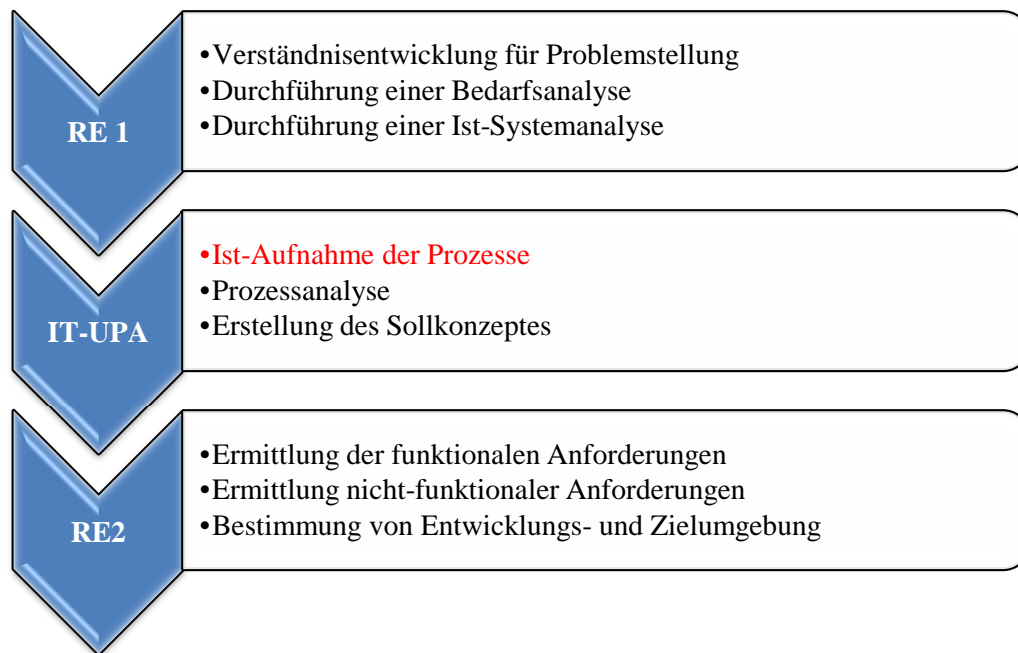 RE 1
•Verständnisentwicklung für Problemstellung
•Durchführung einer Bedarfsanalyse
•Durchführung einer Ist-Systemanalyse
IT-UPA
•Ist-Aufnahme der Prozesse
•Prozessanalyse
•Erstellung des Sollkonzeptes
RE2
•Ermittlung der funktionalen Anforderungen
•Ermittlung nicht-funktionaler Anforderungen
•Bestimmung von Entwicklungs- und Zielumgebung